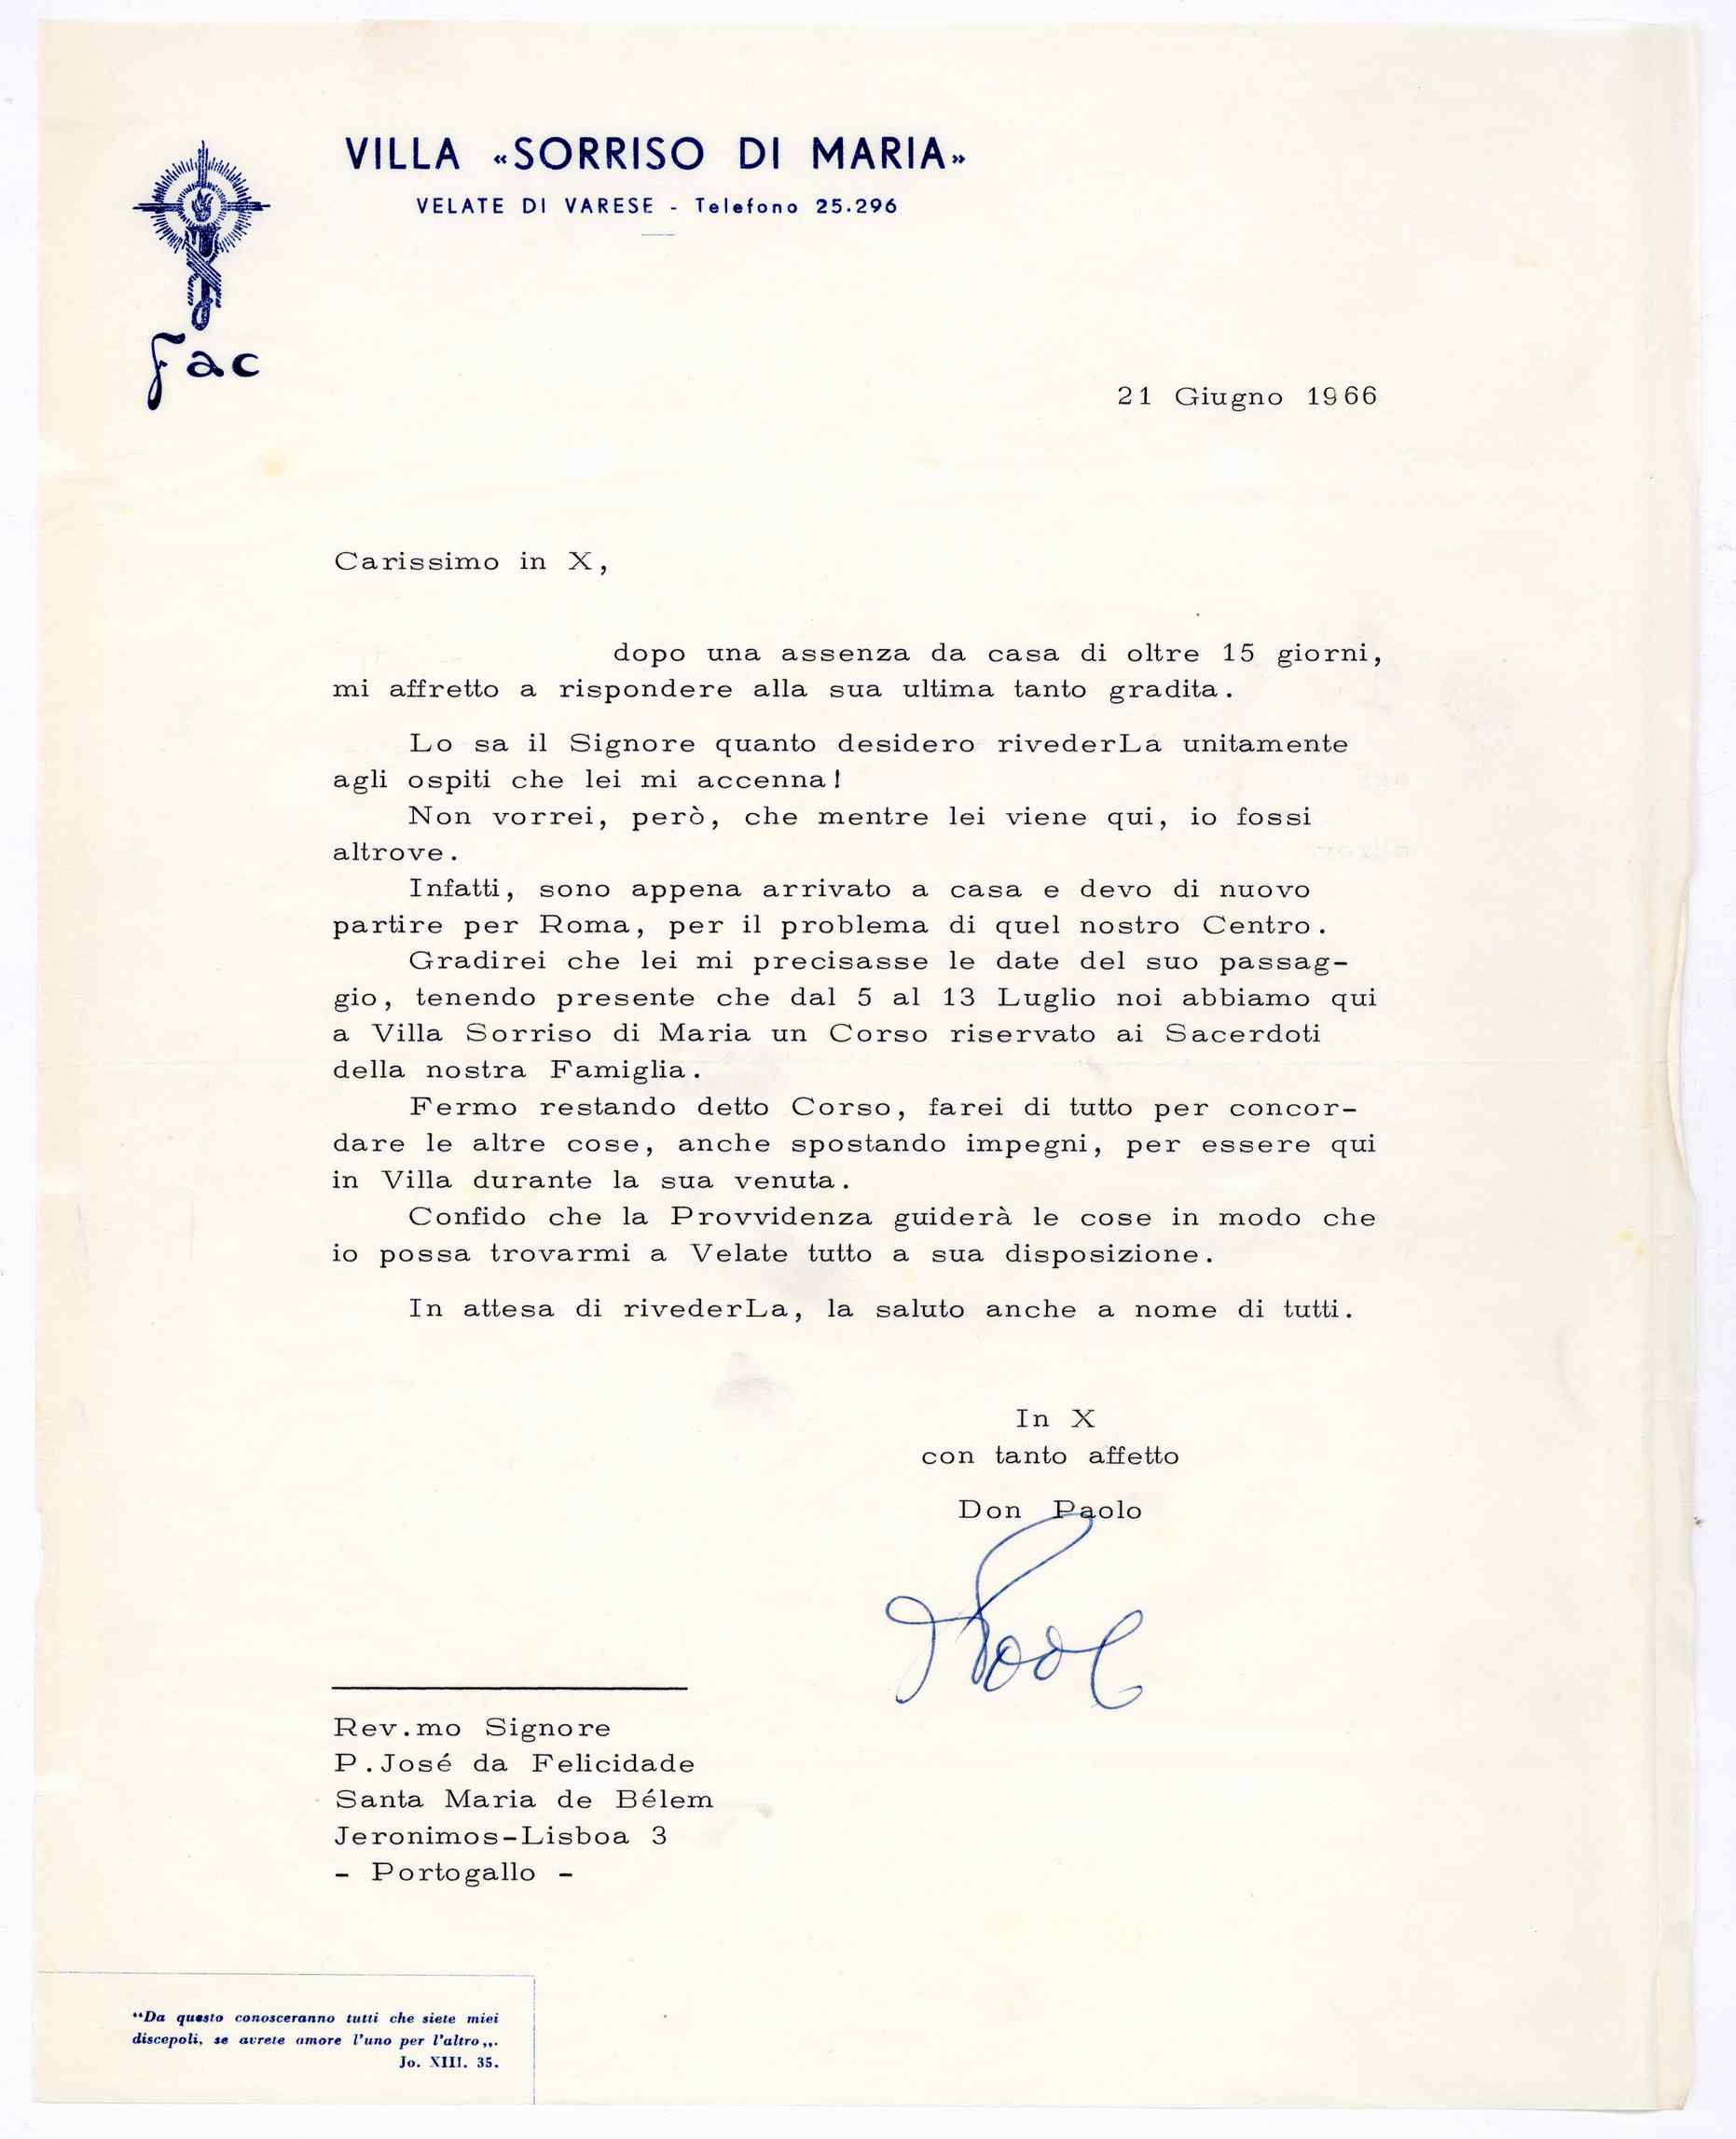 VILLA «SORRISO DI MARIA»
VELATE DI VARESE - Telefono 25.296
fac
21 Giugno 1966
Carissimo in X,
dopo una assenza da casa di oltre 15 giorni,
mi affretto a rispondere alla sua ultima tanto gradita.
Lo sa il Signore quanto desidero rivederLa unitamente
agli ospiti che lei mi accenna!
Non vorrei, però, che mentre lei viene qui, io fossi
altrove.
Infatti, sono appena arrivato a casa e devo di nuovo
partire per Roma, per il problema di quel nostro Centro.
Gradirei che lei mi precisasse le date del suo passag-
gio, tenendo presente che dal 5 al 13 Luglio noi abbiamo qui
a Villa Sorriso di Maria un Corso riservato ai Sacerdoti
della nostra Famiglia.
Fermo restando detto Corso, farei di tutto per concor-
dare le altre cose, anche spostando impegni, per essere qui
in Villa durante la sua venuta.
Confido che la Provvidenza guiderà le cose in modo che
io possa trovarmi a Velate tutto a sua disposizione.
In attesa di rivederLa, la saluto anche a nome di tutti.
In X
con tanto affetto
Don Paolo
Rev.mo Signore
P.José da Felicidade
Santa Maria de Bélem
Jeronimos-Lisboa 3
- Portogallo -
“Da questo conosceranno tutti che siete miei
discepoli, se avrete amore l'uno per l'altro„.
Jo. XIII. 35.